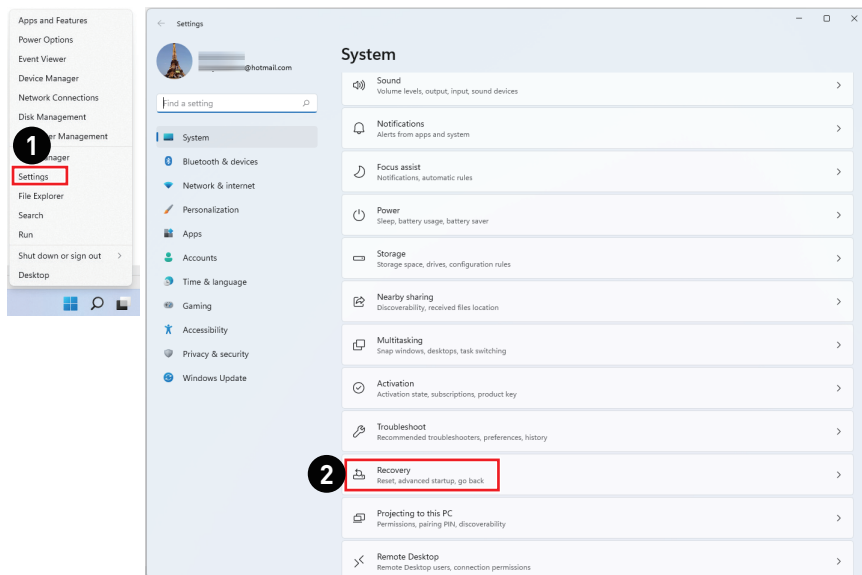 Apps and Features
Power Options
Event Viewer
Device Manager
Network Connections
Disk Management
er Management
1
anager
Settings
File Explorer
Search
Run
Shut down or sign out
Desktop
Settings
@hotmail.com
Find a setting
System
Bluetooth & devices
Network & internet
Personalization
Apps
Accounts
Time & language
Gaming
Accessibility
Privacy & security
Windows Update
System
Sound
Volume levels, output, input, sound devices
Notifications
Alerts from apps and system
Focus assist
Notifications, automatic rules
Power
Sleep, battery usage, battery saver
Storage
Storage space, drives, configuration rules
Nearby sharing
Discoverability, received files location
Multitasking
Snap windows, desktops, task switching
Activation
Activation state, subscriptions, product key
Troubleshoot
Recommended troubleshooters, preferences, history
2
Recovery
Reset, advanced startup, go back
Projecting to this PC
Permissions, pairing PIN, discoverability
Remote Desktop
Remote Desktop users, connection permissions